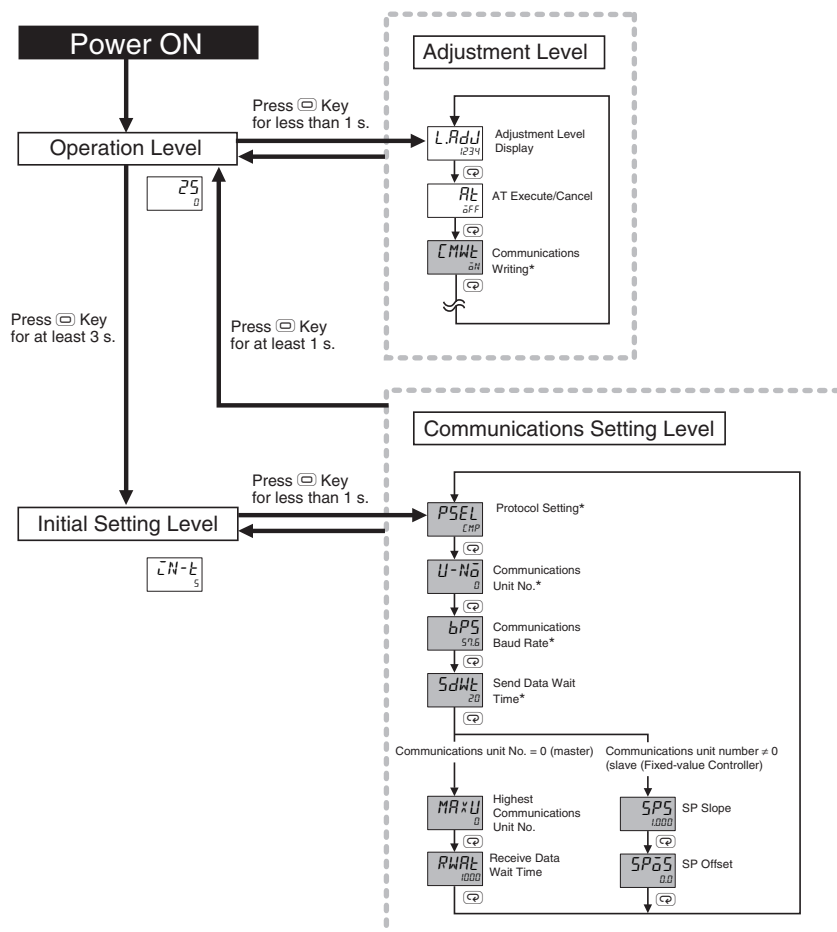 Power ON
Adjustment Level
Press Key
for less than 1 s.
Operation Level
25
0
L.AdJ
1234
Adjustment Level
Display
At
oFF
AT Execute/Cancel
CMWt
oN
Communications
Writing*
Press Key
for at least 3 s.
Press Key
for at least 1 s.
Communications Setting Level
Press Key
for less than 1 s.
Initial Setting Level
iN-t
5
PSEL
CMP
Protocol Setting*
U-No
0
Communications
Unit No.*
bPS
57.6
Communications
Baud Rate*
SdWt
20
Send Data Wait
Time*
Communications unit No. = 0 (master)
Communications unit number ≠ 0
(slave (Fixed-value Controller)
MAxU
0
Highest
Communications
Unit No.
SPS
1.000
SP Slope
RWAt
1000
Receive Data
Wait Time
SPoS
0.0
SP Offset